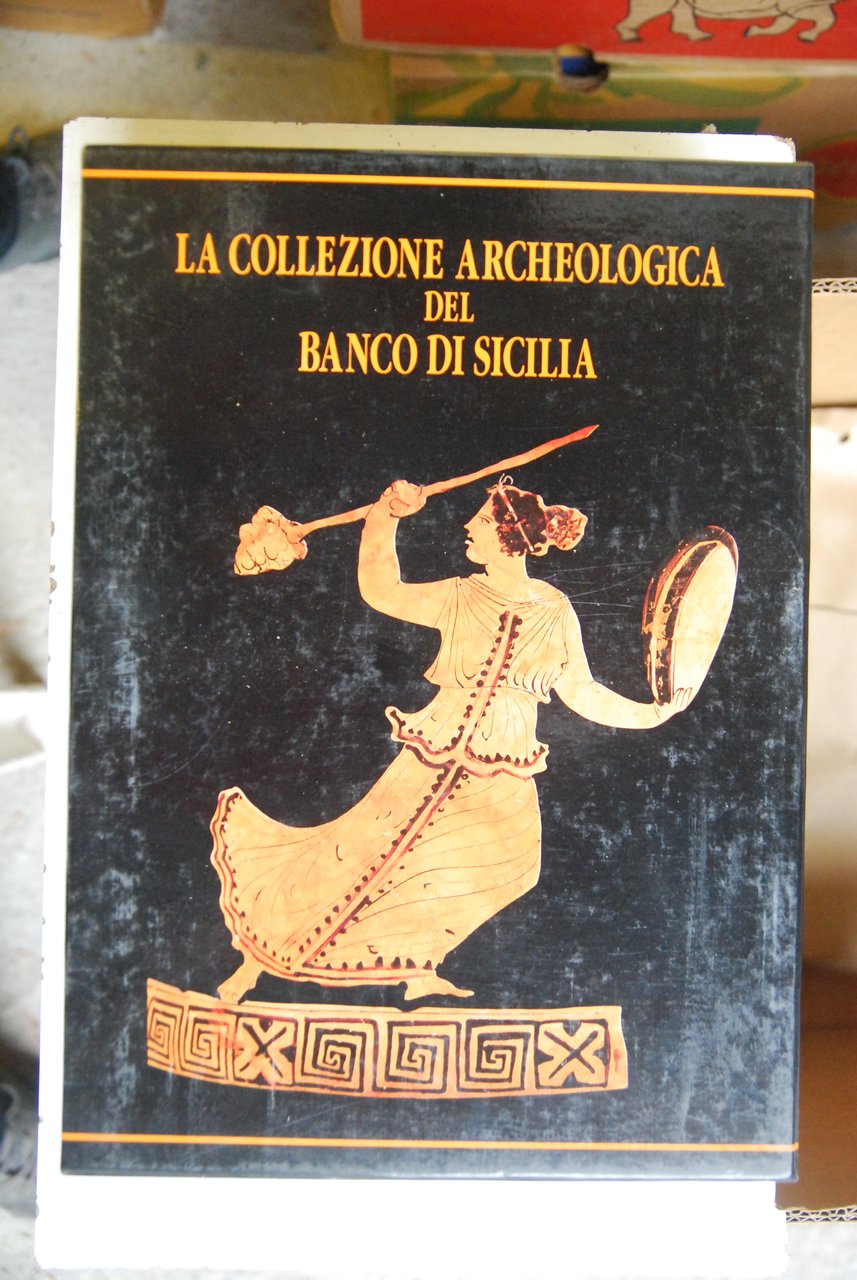 LA COLLEZIONE ARCHEOLOGICA
DEL
BANCO DI SICILIA